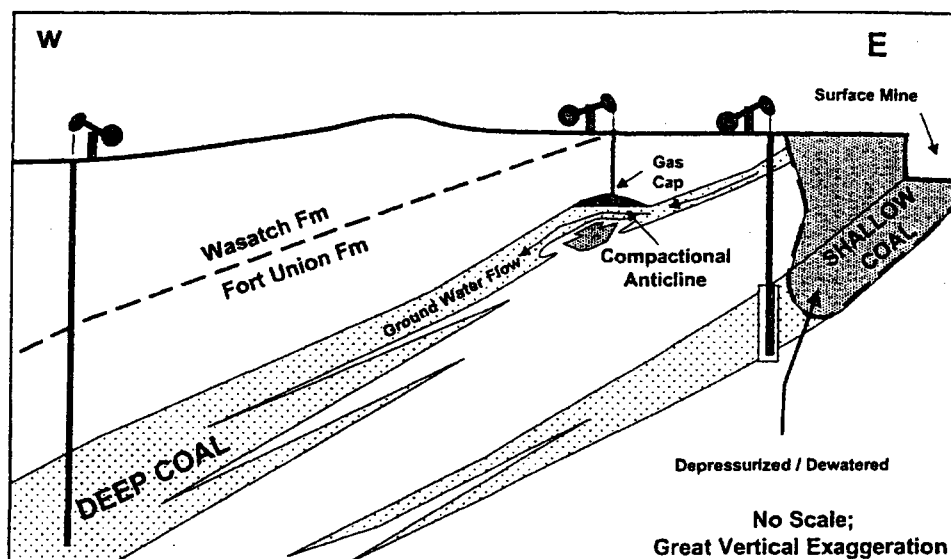 W
E
Surface Mine
Gas
Cap
Wasatch Fm
Fort Union Fm
Compactional
Anticline
Ground Water Flow
SHALLOW
COAL
DEEP COAL
Depressurized / Dewatered
No Scale;
Great Vertical Exaggeration